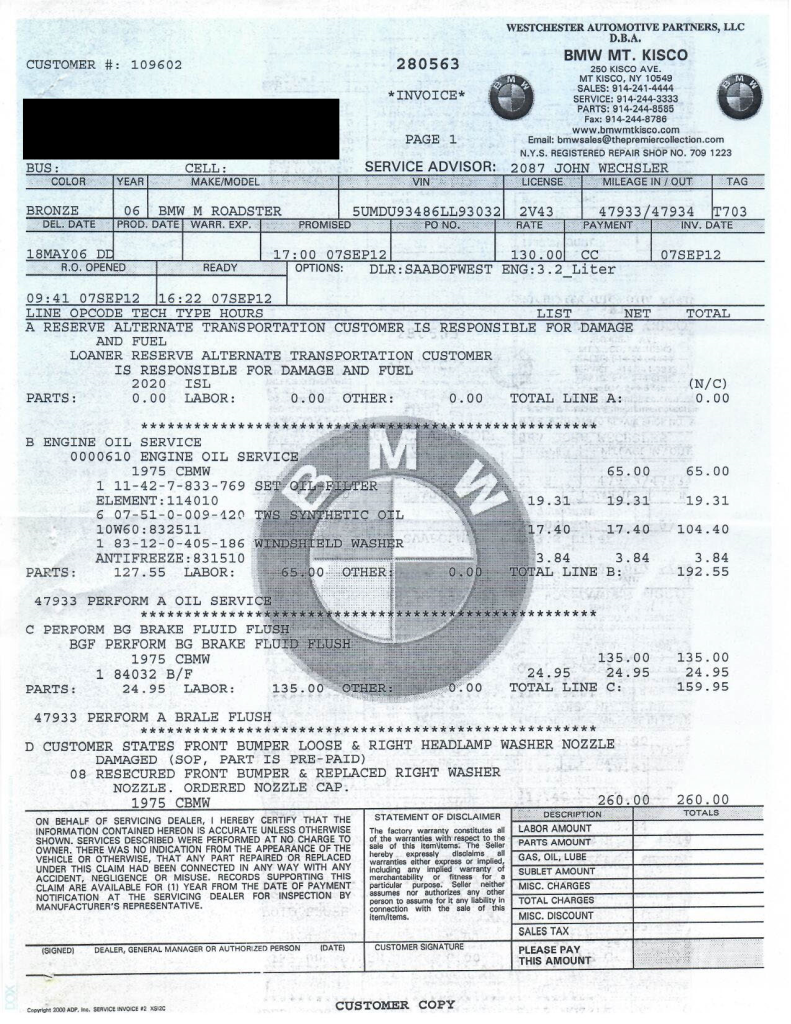 WESTCHESTER AUTOMOTIVE PARTNERS, LLC
D.B.A.
BMW MT. KISCO
250 KISCO AVE.
MT KISCO, NY 10549
SALES: 914-241-4444
SERVICE: 914-244-3333
PARTS: 914-244-8585
Fax: 914-244-8786
www.bmwmtkisco.com
Email: bmwsales@thepremiercollection.com
N.Y.S. REGISTERED REPAIR SHOP NO. 709 1223
CUSTOMER #: 109602
280563
*INVOICE*
PAGE 1
BMW
BMW
BUS: CELL: SERVICE ADVISOR: 2087 JOHN WECHSLER
COLOR YEAR MAKE/MODEL VIN LICENSE MILEAGE IN / OUT TAG
BRONZE 06 BMW M ROADSTER 5UMDU93486LL93032 2V43 47933/47934 T703
DEL. DATE PROD. DATE WARR. EXP. PROMISED PO NO. RATE PAYMENT INV. DATE
18MAY06 DD 17:00 07SEP12 130.00 CC 07SEP12
R.O. OPENED READY OPTIONS: DLR:SAABOFWEST ENG:3.2_Liter
09:41 07SEP12 16:22 07SEP12
LINE OPCODE TECH TYPE HOURS LIST NET TOTAL
A RESERVE ALTERNATE TRANSPORTATION CUSTOMER IS RESPONSIBLE FOR DAMAGE
AND FUEL
LOANER RESERVE ALTERNATE TRANSPORTATION CUSTOMER
IS RESPONSIBLE FOR DAMAGE AND FUEL
2020 ISL (N/C)
PARTS: 0.00 LABOR: 0.00 OTHER: 0.00 TOTAL LINE A: 0.00
****************************************************
B ENGINE OIL SERVICE
0000610 ENGINE OIL SERVICE
1975 CBMW 65.00 65.00
1 11-42-7-833-769 SET OIL-FILTER
ELEMENT:114010 19.31 19.31 19.31
6 07-51-0-009-420 TWS SYNTHETIC OIL
10W60:832511 17.40 17.40 104.40
1 83-12-0-405-186 WINDSHIELD WASHER
ANTIFREEZE:831510 3.84 3.84 3.84
PARTS: 127.55 LABOR: 65.00 OTHER: 0.00 TOTAL LINE B: 192.55
47933 PERFORM A OIL SERVICE
****************************************************
C PERFORM BG BRAKE FLUID FLUSH
BGF PERFORM BG BRAKE FLUID FLUSH
1975 CBMW 135.00 135.00
1 84032 B/F 24.95 24.95 24.95
PARTS: 24.95 LABOR: 135.00 OTHER: 0.00 TOTAL LINE C: 159.95
47933 PERFORM A BRALE FLUSH
****************************************************
D CUSTOMER STATES FRONT BUMPER LOOSE & RIGHT HEADLAMP WASHER NOZZLE
DAMAGED (SOP, PART IS PRE-PAID)
08 RESECURED FRONT BUMPER & REPLACED RIGHT WASHER
NOZZLE. ORDERED NOZZLE CAP.
1975 CBMW 260.00 260.00
BMW
ON BEHALF OF SERVICING DEALER, I HEREBY CERTIFY THAT THE
INFORMATION CONTAINED HEREON IS ACCURATE UNLESS OTHERWISE
SHOWN. SERVICES DESCRIBED WERE PERFORMED AT NO CHARGE TO
OWNER. THERE WAS NO INDICATION FROM THE APPEARANCE OF THE
VEHICLE OR OTHERWISE, THAT ANY PART REPAIRED OR REPLACED
UNDER THIS CLAIM HAD BEEN CONNECTED IN ANY WAY WITH ANY
ACCIDENT, NEGLIGENCE OR MISUSE. RECORDS SUPPORTING THIS
CLAIM ARE AVAILABLE FOR (1) YEAR FROM THE DATE OF PAYMENT
NOTIFICATION AT THE SERVICING DEALER FOR INSPECTION BY
MANUFACTURER'S REPRESENTATIVE.
(SIGNED) DEALER, GENERAL MANAGER OR AUTHORIZED PERSON (DATE)
STATEMENT OF DISCLAIMER
The factory warranty constitutes all
of the warranties with respect to the
sale of this item/items. The Seller
hereby expressly disclaims all
warranties either express or implied,
including any implied warranty of
merchantability or fitness for a
particular purpose. Seller neither
assumes nor authorizes any other
person to assume for it any liability in
connection with the sale of this
item/items.
CUSTOMER SIGNATURE
DESCRIPTION TOTALS
LABOR AMOUNT
PARTS AMOUNT
GAS, OIL, LUBE
SUBLET AMOUNT
MISC. CHARGES
TOTAL CHARGES
MISC. DISCOUNT
SALES TAX
PLEASE PAY
THIS AMOUNT
Copyright 2000 ADP, Inc. SERVICE INVOICE #2
CUSTOMER COPY